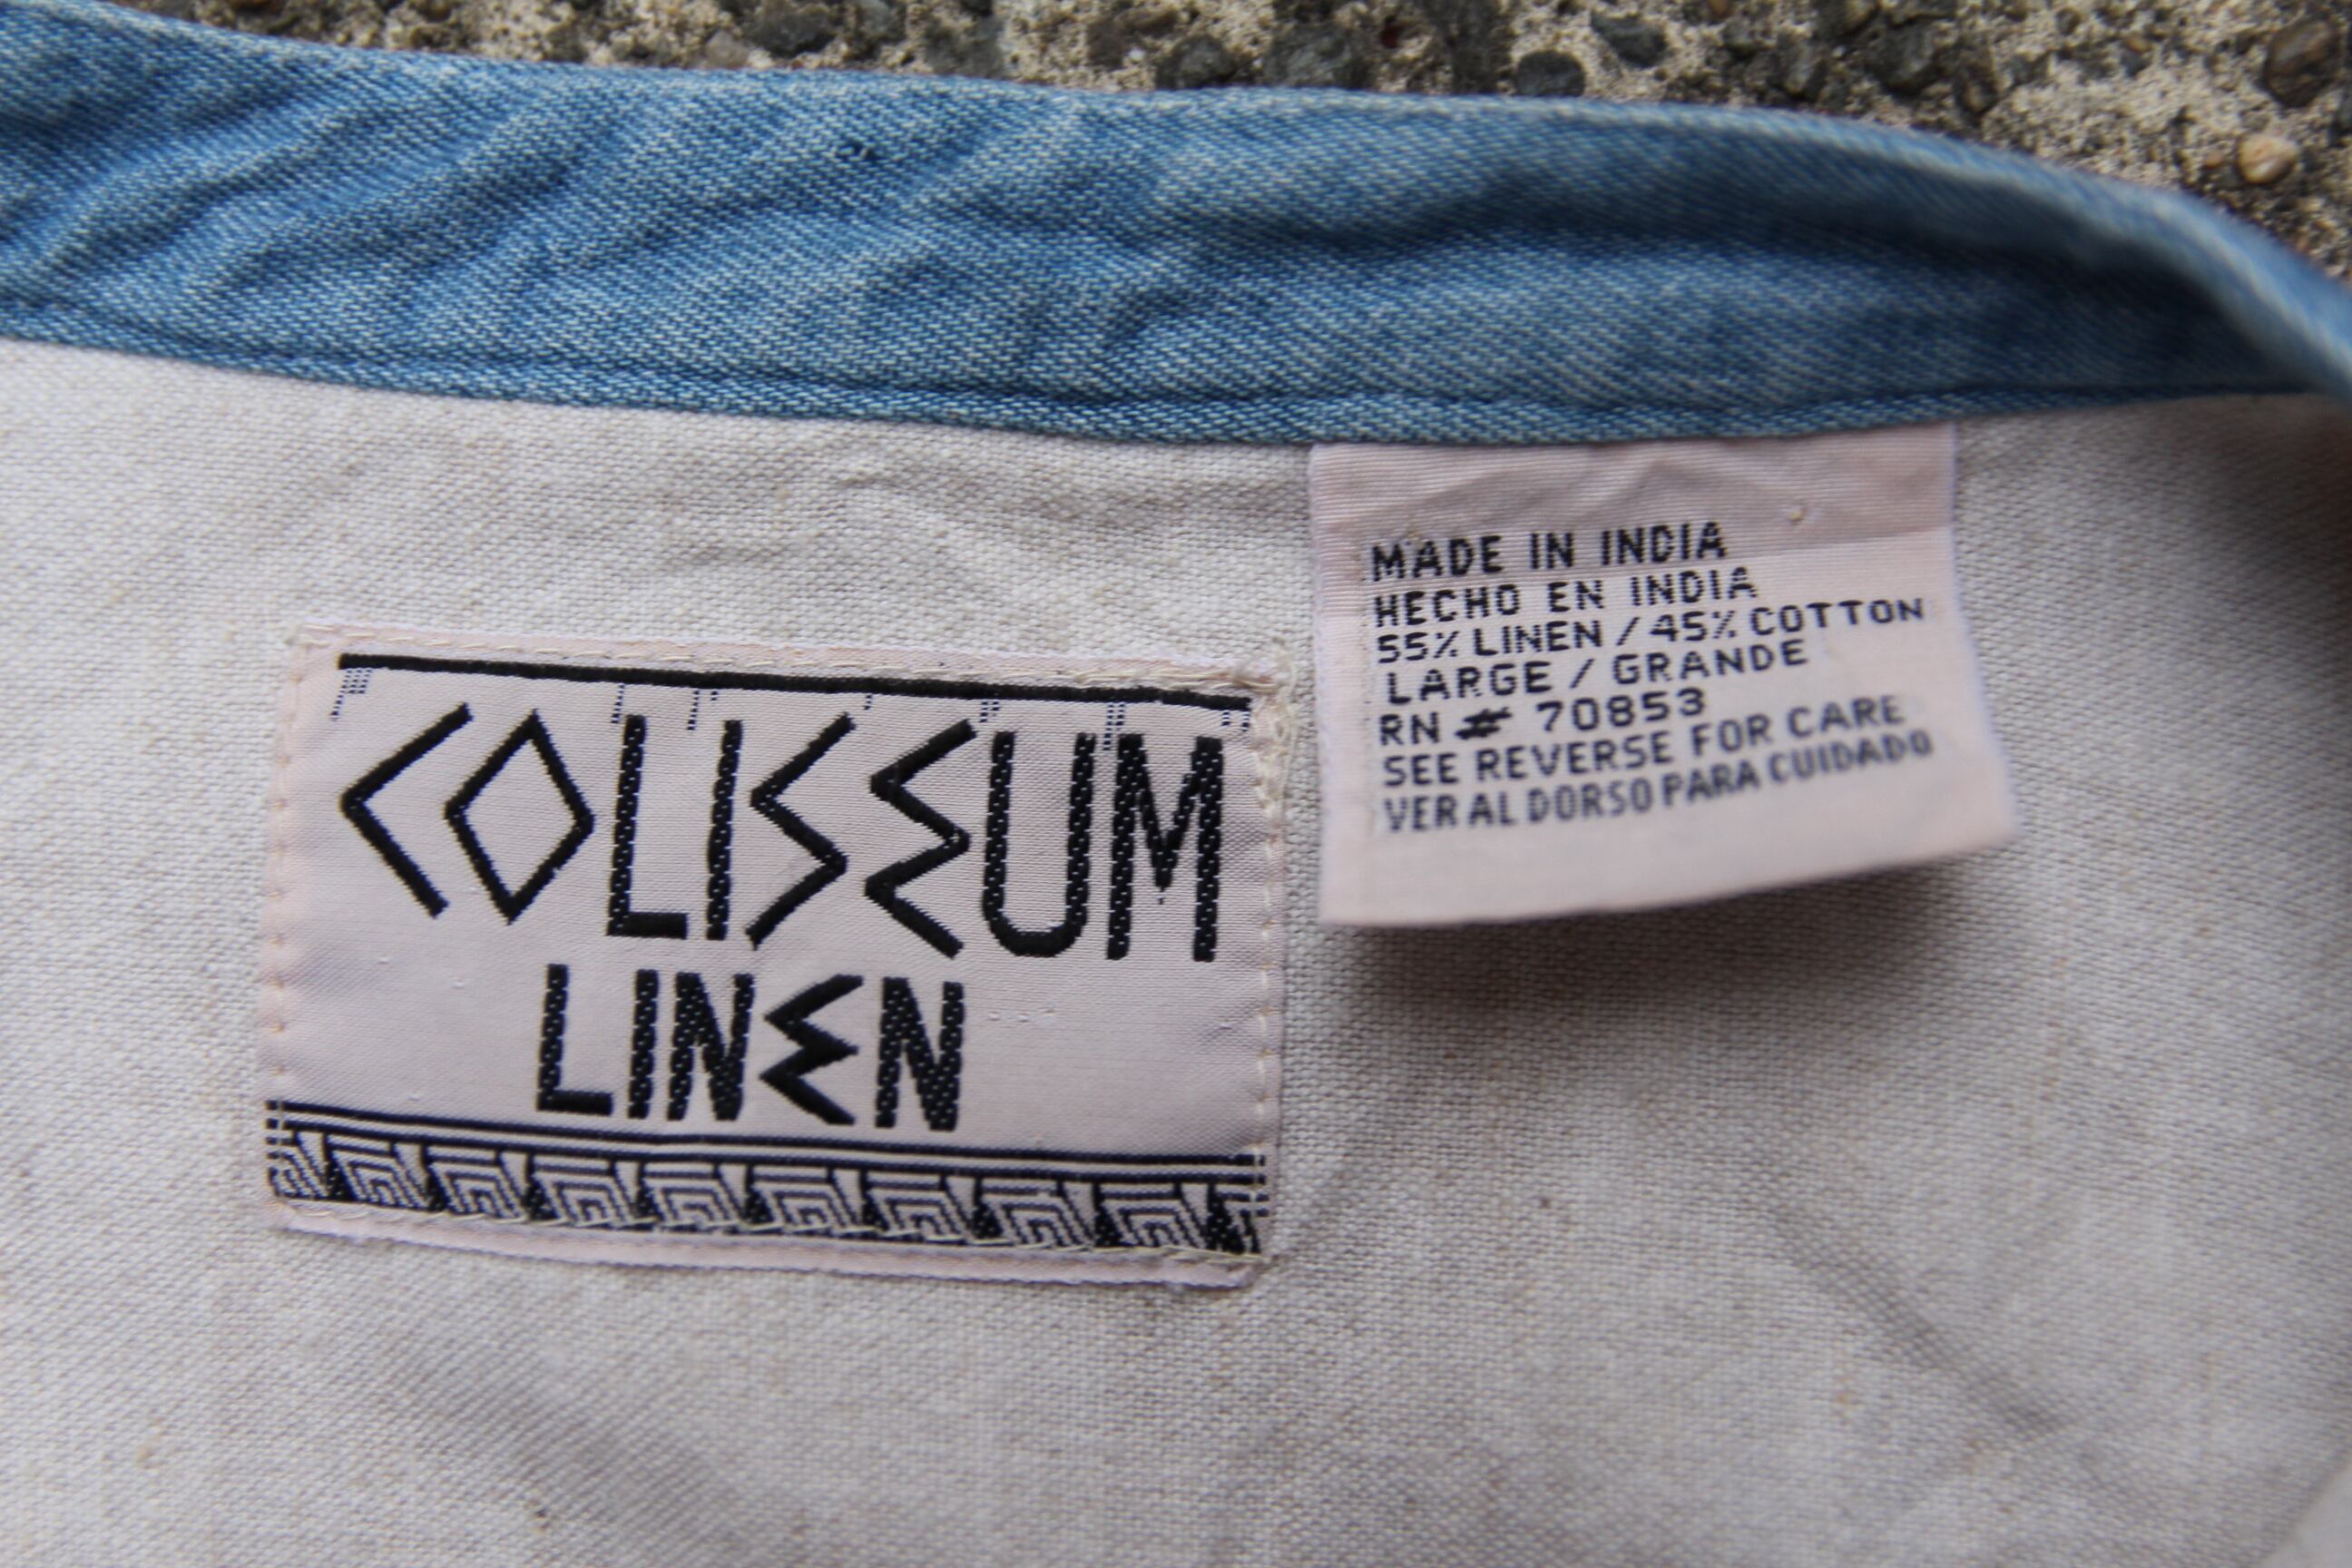 COLISEUM
LINEN
MADE IN INDIA
HECHO EN INDIA
55% LINEN / 45% COTTON
LARGE / GRANDE
RN # 70853
SEE REVERSE FOR CARE
VER AL DORSO PARA CUIDADO